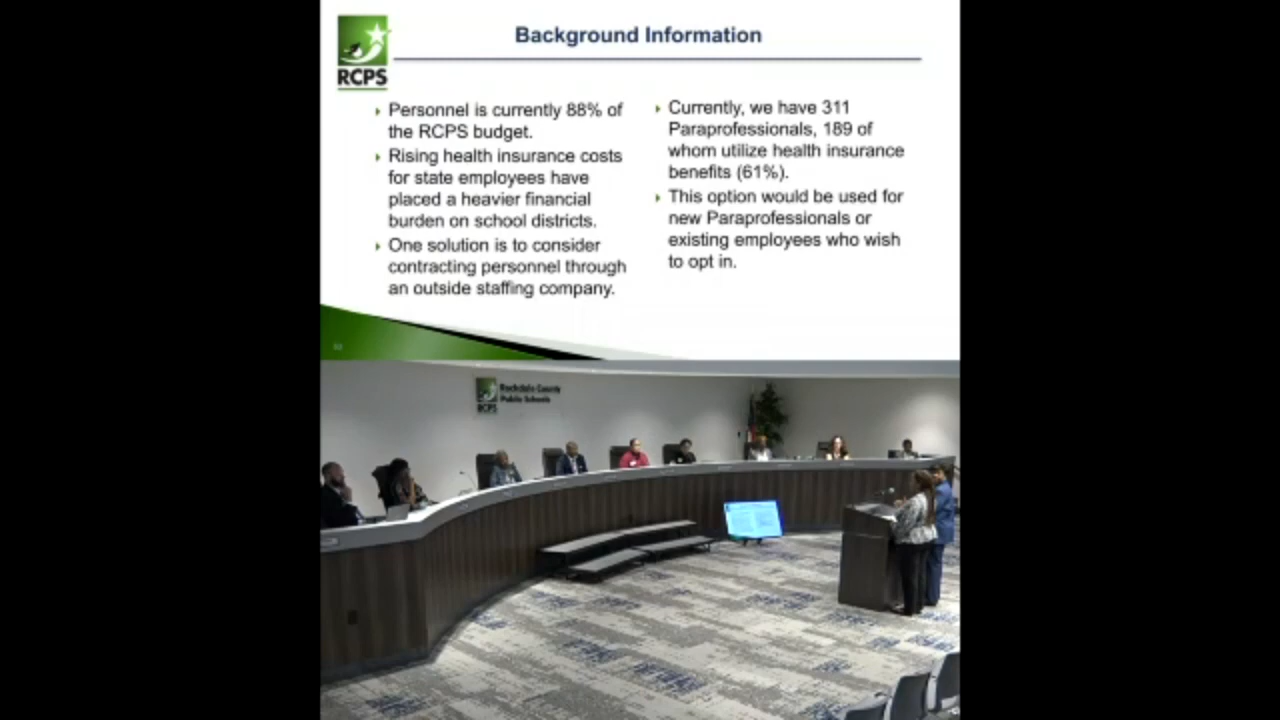 Background Information
RCPS
Personnel is currently 88% of
the RCPS budget.
Rising health insurance costs
for state employees have
placed a heavier financial
burden on school districts.
One solution is to consider
contracting personnel through
an outside staffing company.
Currently, we have 311
Paraprofessionals, 189 of
whom utilize health insurance
benefits (61%).
This option would be used for
new Paraprofessionals or
existing employees who wish
to opt in.
Rockdale County
Public Schools
RCPS